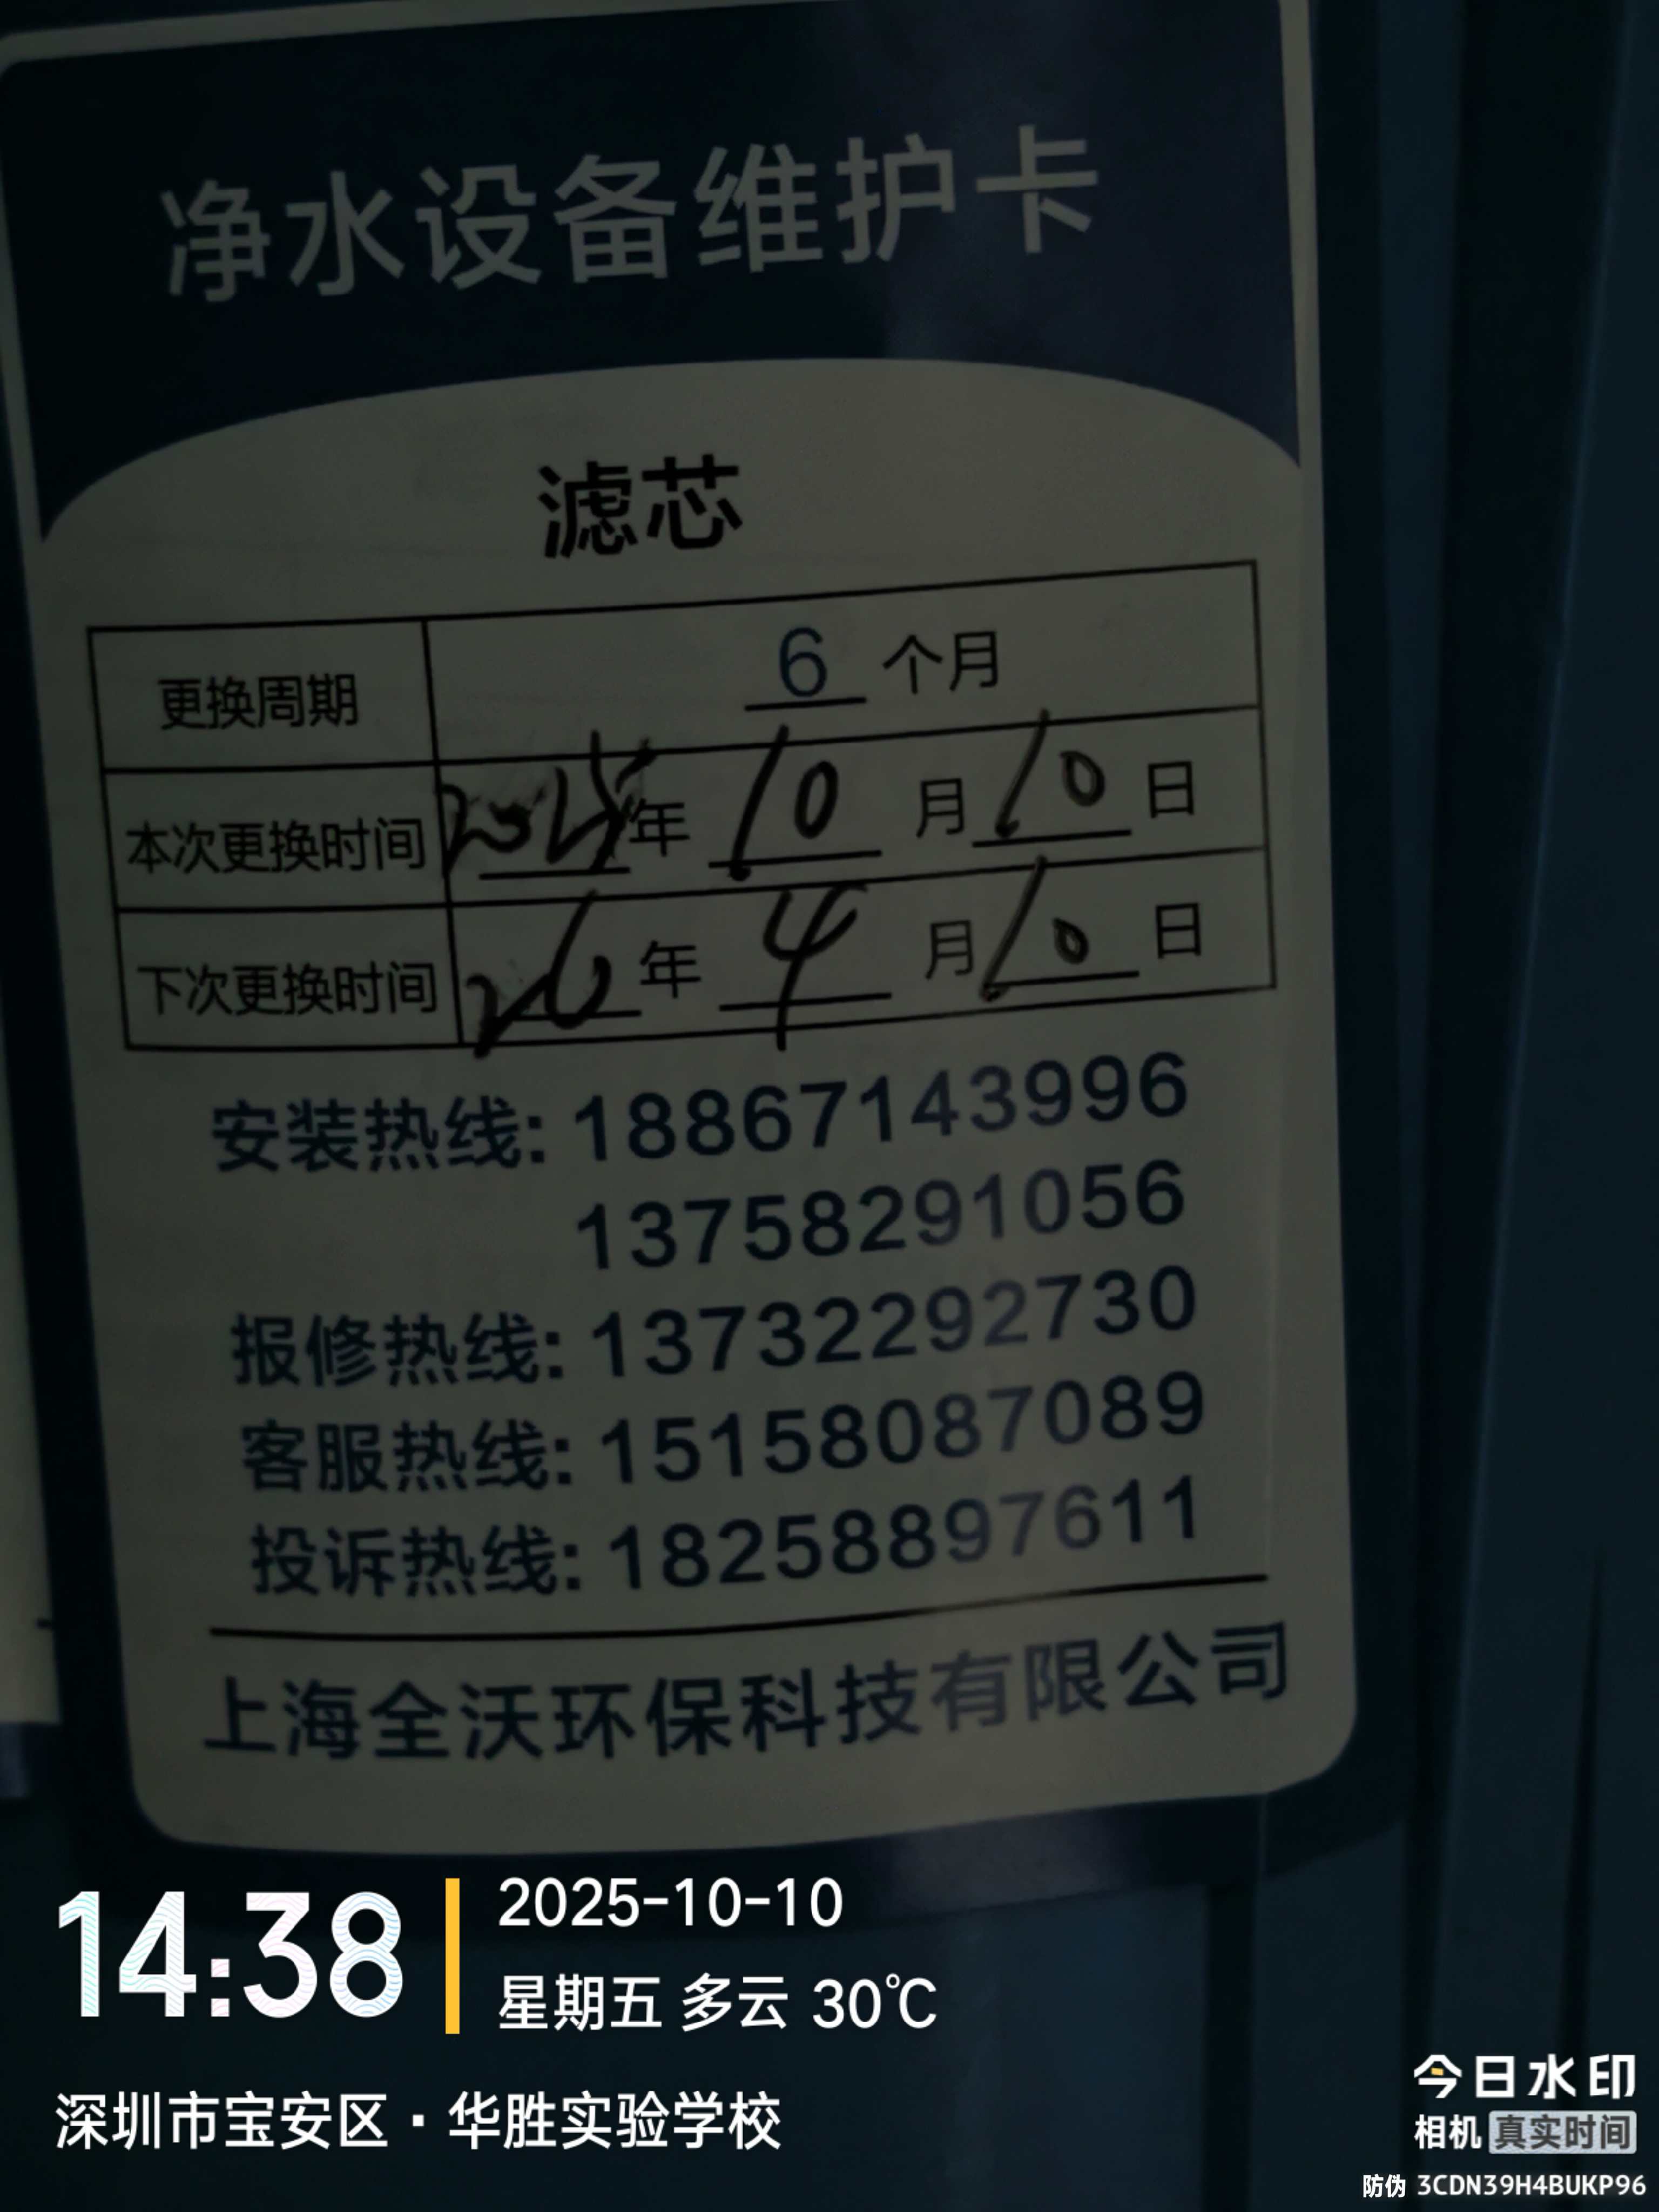 净水设备维护卡
滤芯
更换周期 6 个月
本次更换时间 2025年 10 月 10 日
下次更换时间 26 年 4 月 10 日
安装热线: 18867143996
13758291056
报修热线: 13732292730
客服热线: 15158087089
投诉热线: 18258897611
上海全沃环保科技有限公司
14:38
2025-10-10
星期五 多云 30℃
深圳市宝安区·华胜实验学校
今日水印
相机 真实时间
防伪 3CDN39H4BUKP96